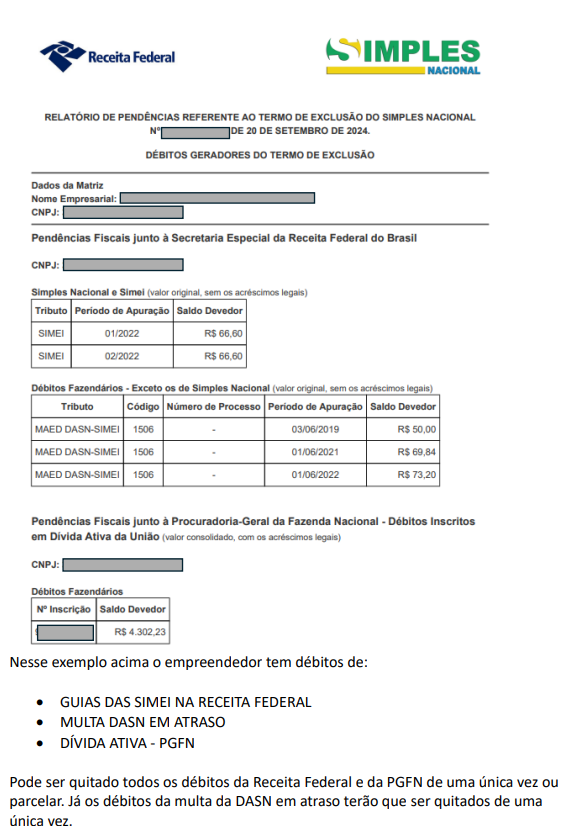 Receita Federal
SIMPLES
NACIONAL
RELATÓRIO DE PENDÊNCIAS REFERENTE AO TERMO DE EXCLUSÃO DO SIMPLES NACIONAL
Nº DE 20 DE SETEMBRO DE 2024.
DÉBITOS GERADORES DO TERMO DE EXCLUSÃO
Dados da Matriz
Nome Empresarial:
CNPJ:
Pendências Fiscais junto à Secretaria Especial da Receita Federal do Brasil
CNPJ:
Simples Nacional e Simei (valor original, sem os acréscimos legais)
Tributo Período de Apuração Saldo Devedor
SIMEI 01/2022 R$ 66,60
SIMEI 02/2022 R$ 66,60
Débitos Fazendários - Exceto os de Simples Nacional (valor original, sem os acréscimos legais)
Tributo Código Número de Processo Período de Apuração Saldo Devedor
MAED DASN-SIMEI 1506 - 03/06/2019 R$ 50,00
MAED DASN-SIMEI 1506 - 01/06/2021 R$ 69,84
MAED DASN-SIMEI 1506 - 01/06/2022 R$ 73,20
Pendências Fiscais junto à Procuradoria-Geral da Fazenda Nacional - Débitos Inscritos
em Dívida Ativa da União (valor consolidado, com os acréscimos legais)
CNPJ:
Débitos Fazendários
Nº Inscrição Saldo Devedor
R$ 4.302,23
Nesse exemplo acima o empreendedor tem débitos de:
• GUIAS DAS SIMEI NA RECEITA FEDERAL
• MULTA DASN EM ATRASO
• DÍVIDA ATIVA - PGFN
Pode ser quitado todos os débitos da Receita Federal e da PGFN de uma única vez ou
parcelar. Já os débitos da multa da DASN em atraso terão que ser quitados de uma
única vez.